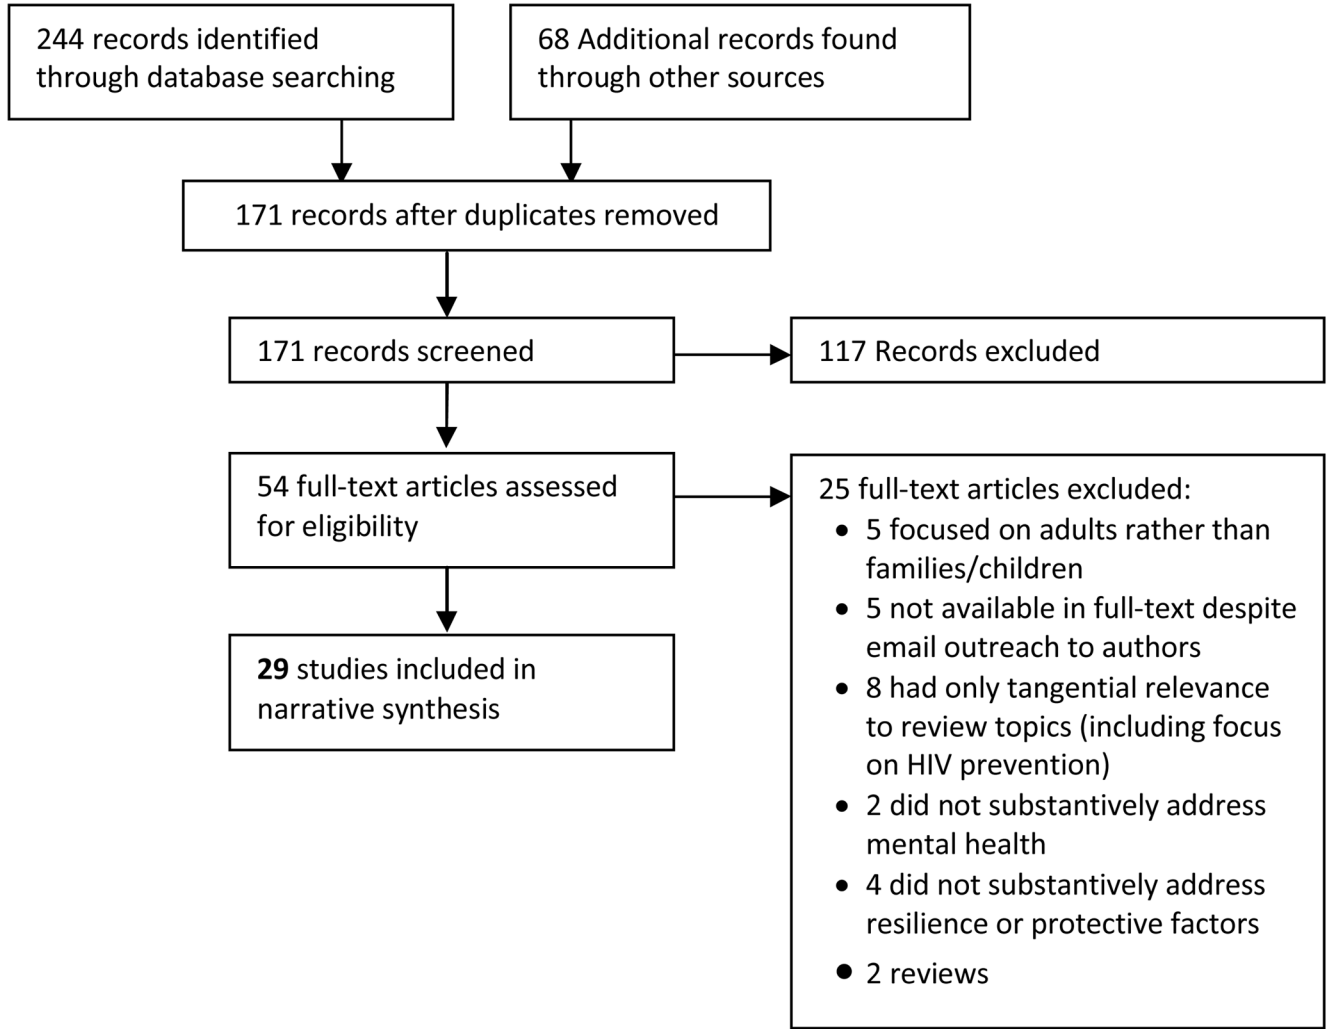 244 records identified
through database searching
68 Additional records found
through other sources
171 records after duplicates removed
171 records screened
117 Records excluded
54 full-text articles assessed
for eligibility
25 full-text articles excluded:
• 5 focused on adults rather than
families/children
• 5 not available in full-text despite
email outreach to authors
• 8 had only tangential relevance
to review topics (including focus
on HIV prevention)
• 2 did not substantively address
mental health
• 4 did not substantively address
resilience or protective factors
• 2 reviews
29 studies included in
narrative synthesis